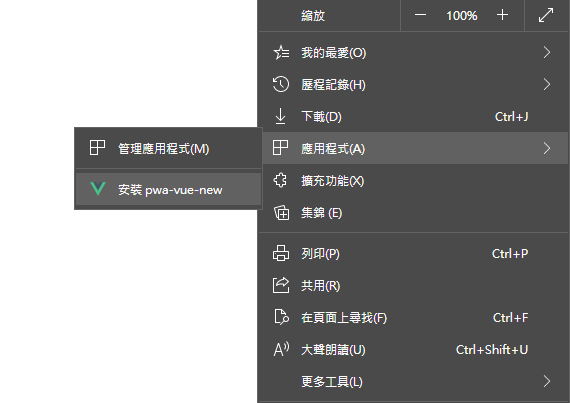 縮放 100%
我的最愛(O)
歷程記錄(H)
下載(D) Ctrl+J
應用程式(A)
管理應用程式(M)
安裝 pwa-vue-new
擴充功能(X)
集錦 (E)
列印(P) Ctrl+P
共用(R)
在頁面上尋找(F) Ctrl+F
大聲朗讀(U) Ctrl+Shift+U
更多工具(L)